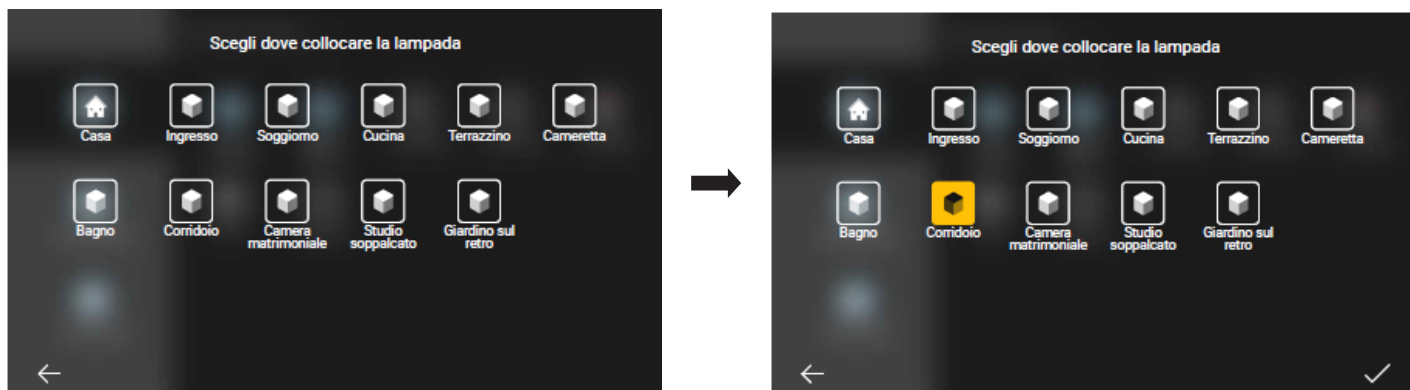 Scegli dove collocare la lampada
Casa
Ingresso
Soggiorno
Cucina
Terrazzino
Cameretta
Bagno
Corridoio
Camera
matrimoniale
Studio
soppalcato
Giardino sul
retro
Scegli dove collocare la lampada
Casa
Ingresso
Soggiorno
Cucina
Terrazzino
Cameretta
Bagno
Corridoio
Camera
matrimoniale
Studio
soppalcato
Giardino sul
retro